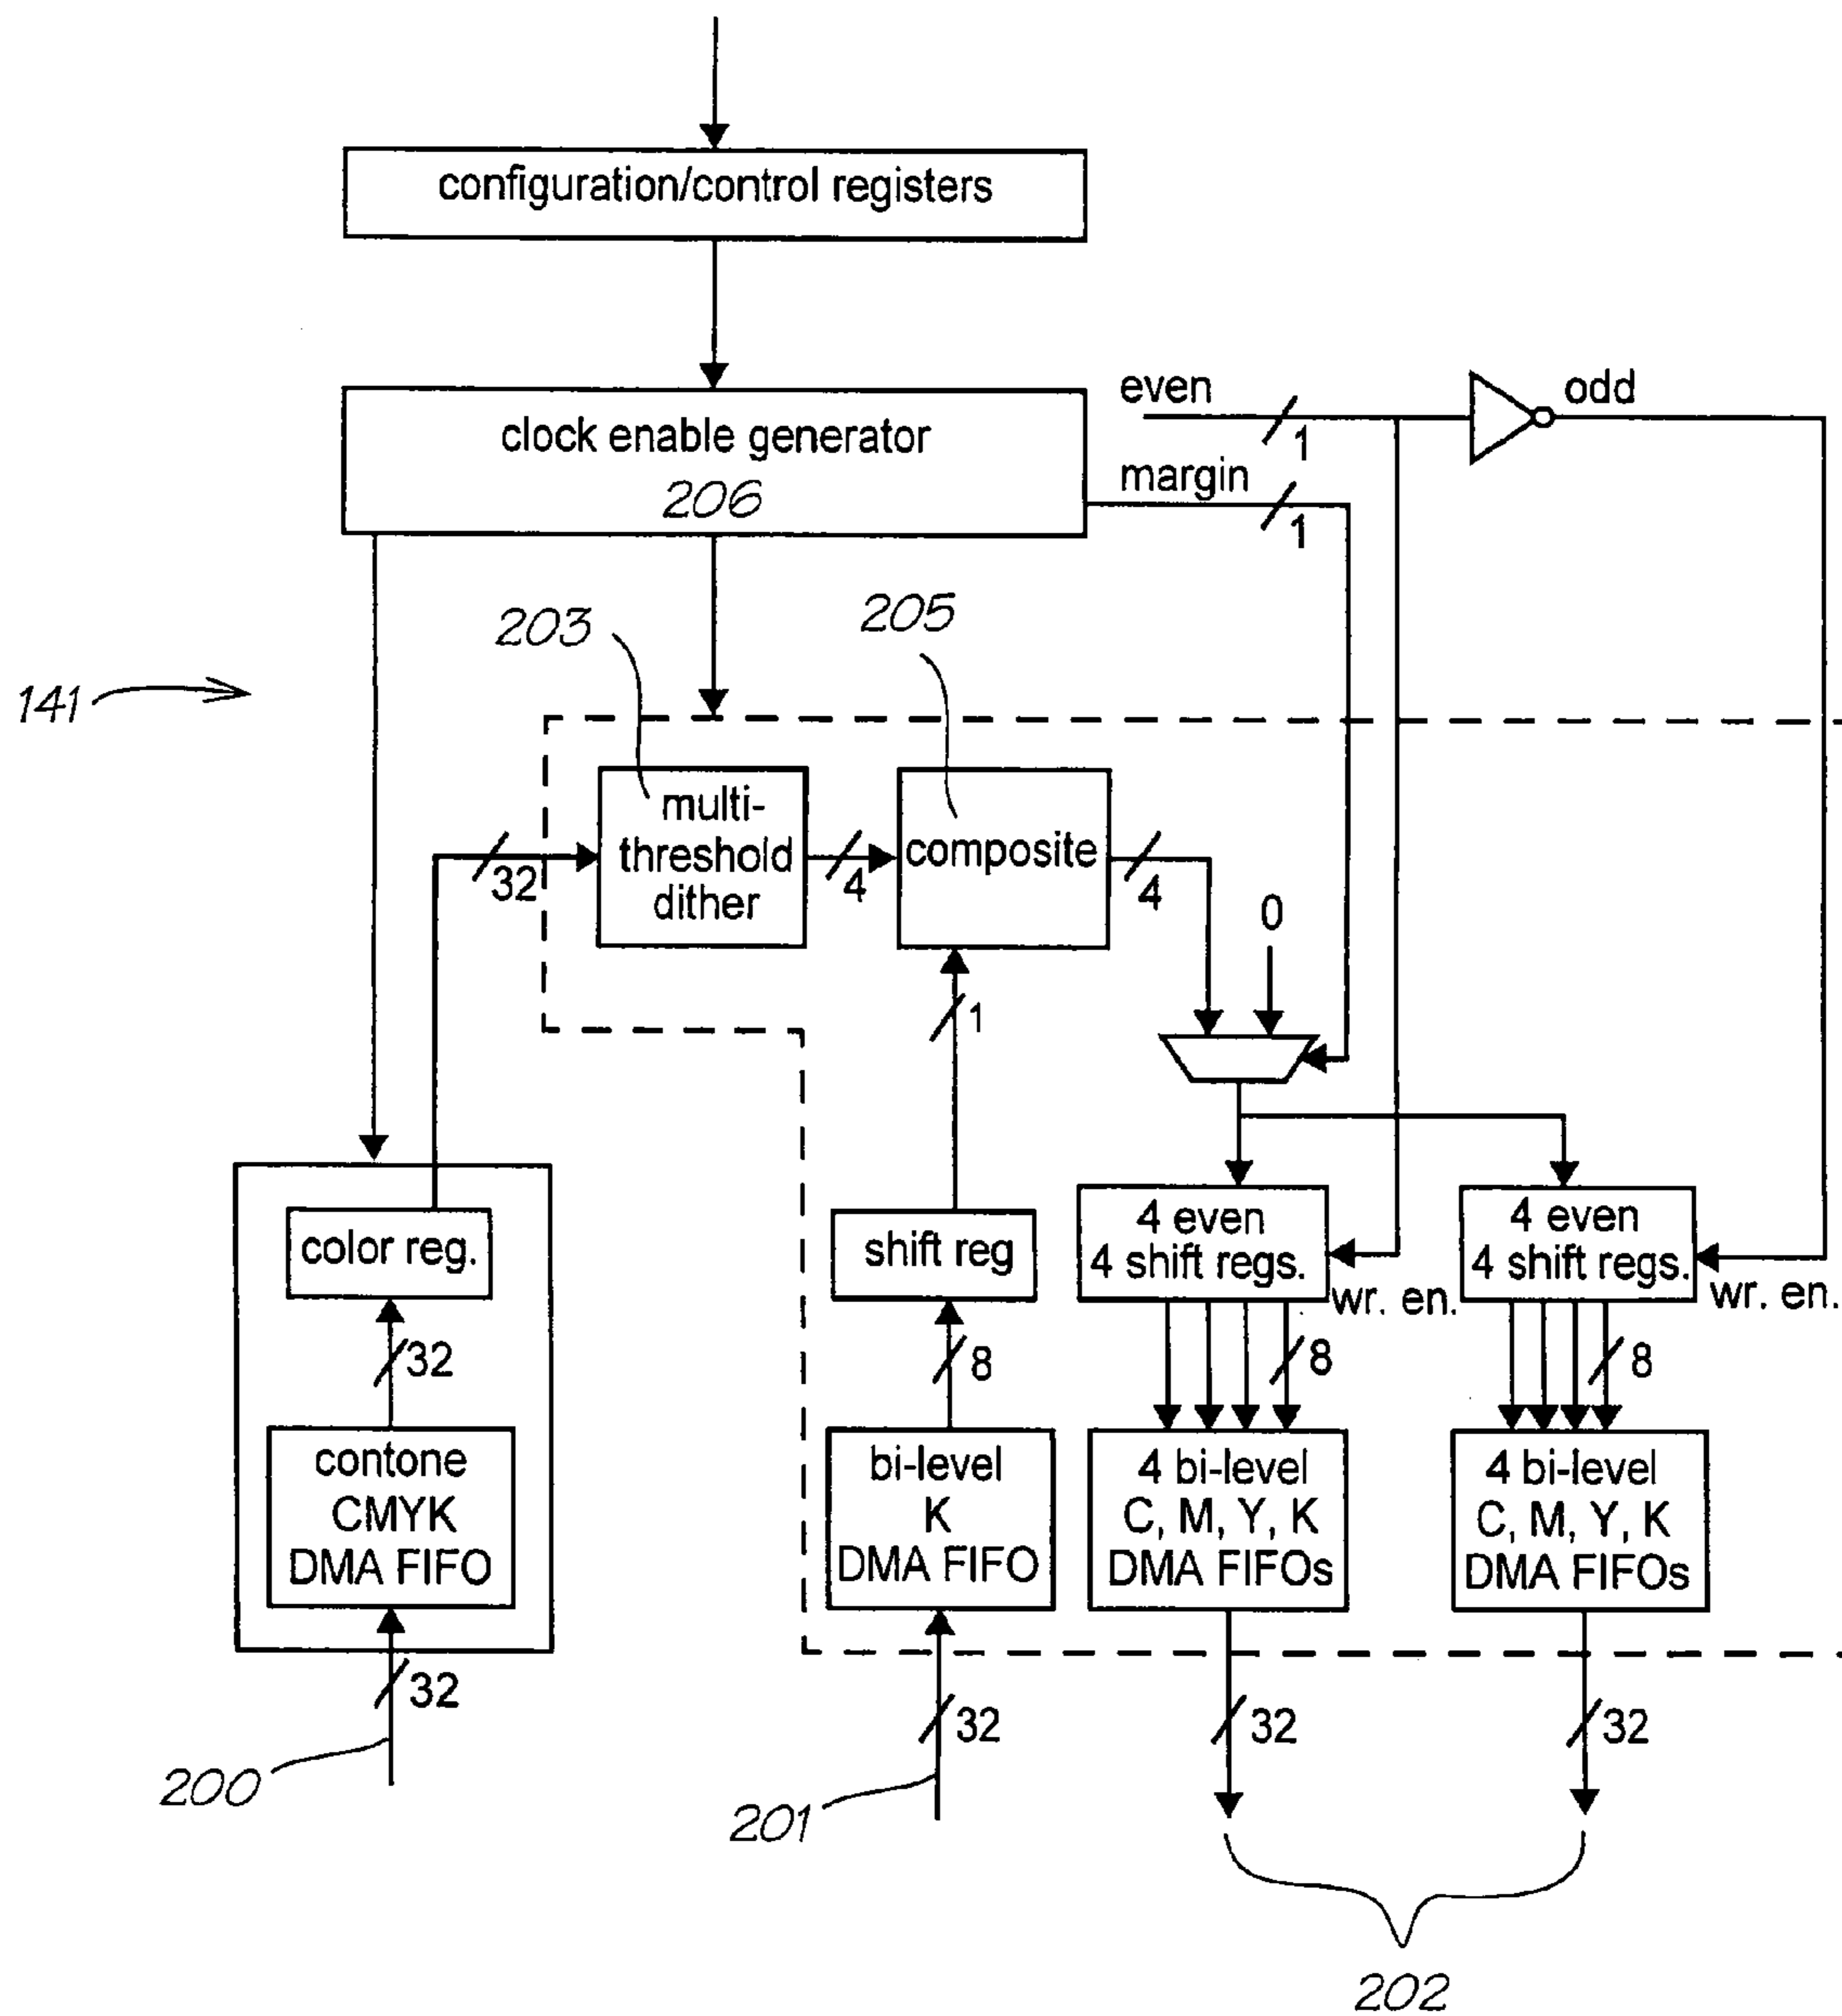 configuration/control registers
even
odd
1
clock enable generator
206
margin
1
203
205
141
multi-
threshold
dither
composite
32
4
4
0
1
color reg.
shift reg
4 even
4 shift regs.
wr. en.
4 even
4 shift regs.
wr. en.
32
8
8
8
contone
CMYK
DMA FIFO
bi-level
K
DMA FIFO
4 bi-level
C, M, Y, K
DMA FIFOs
4 bi-level
C, M, Y, K
DMA FIFOs
32
32
32
32
200
201
202